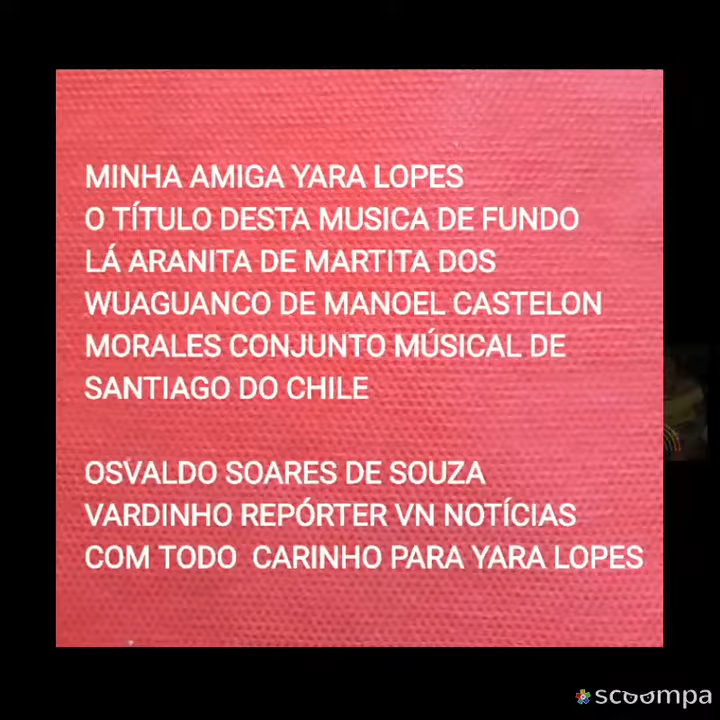 MINHA AMIGA YARA LOPES
O TÍTULO DESTA MUSICA DE FUNDO
LÁ ARANITA DE MARTITA DOS
WUAGUANCO DE MANOEL CASTELON
MORALES CONJUNTO MÚSICAL DE
SANTIAGO DO CHILE
OSVALDO SOARES DE SOUZA
VARDINHO REPÓRTER VN NOTÍCIAS
COM TODO CARINHO PARA YARA LOPES
scoompa